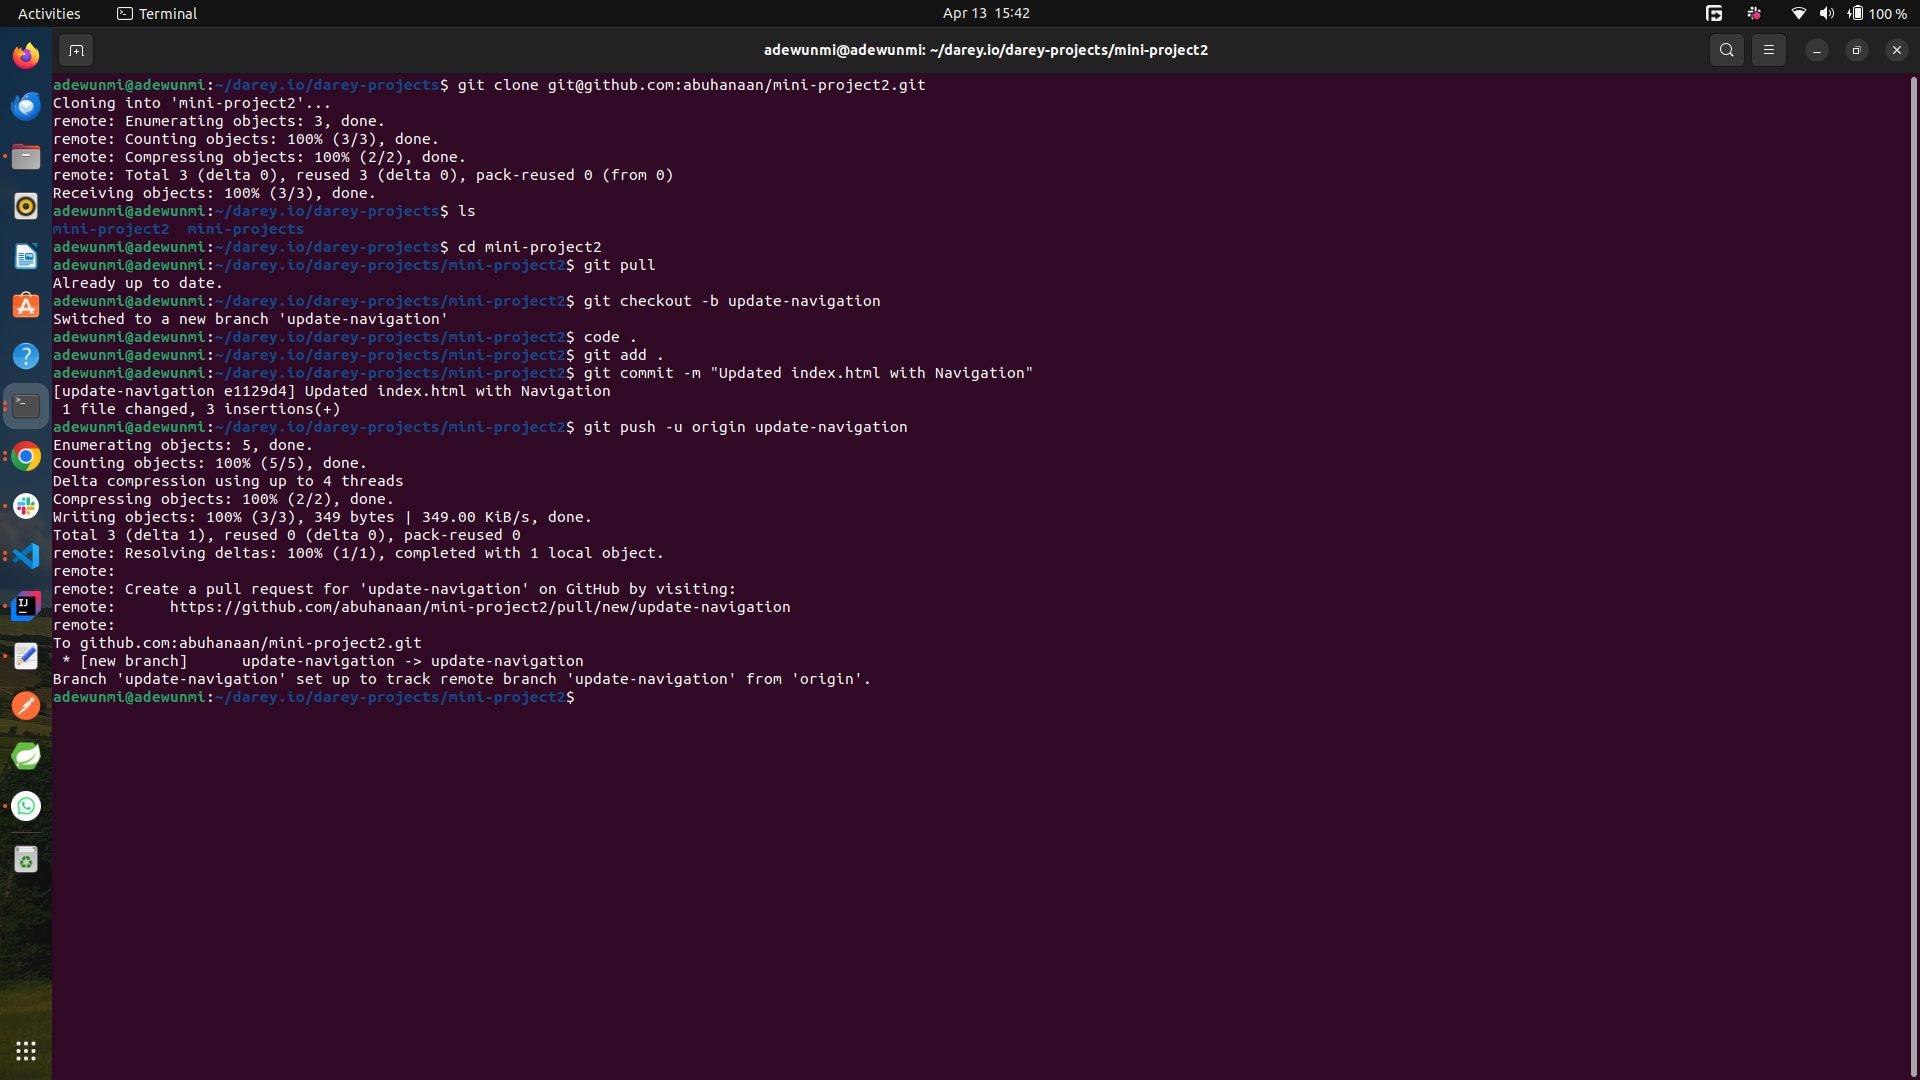 Activities
Terminal
Apr 13 15:42
100 %
adewunmi@adewunmi: ~/darey.io/darey-projects/mini-project2
adewunmi@adewunmi:~/darey.io/darey-projects$ git clone git@github.com:abuhanaan/mini-project2.git
Cloning into 'mini-project2'...
remote: Enumerating objects: 3, done.
remote: Counting objects: 100% (3/3), done.
remote: Compressing objects: 100% (2/2), done.
remote: Total 3 (delta 0), reused 3 (delta 0), pack-reused 0 (from 0)
Receiving objects: 100% (3/3), done.
adewunmi@adewunmi:~/darey.io/darey-projects$ ls
mini-project2  mini-projects
adewunmi@adewunmi:~/darey.io/darey-projects$ cd mini-project2
adewunmi@adewunmi:~/darey.io/darey-projects/mini-project2$ git pull
Already up to date.
adewunmi@adewunmi:~/darey.io/darey-projects/mini-project2$ git checkout -b update-navigation
Switched to a new branch 'update-navigation'
adewunmi@adewunmi:~/darey.io/darey-projects/mini-project2$ code .
adewunmi@adewunmi:~/darey.io/darey-projects/mini-project2$ git add .
adewunmi@adewunmi:~/darey.io/darey-projects/mini-project2$ git commit -m "Updated index.html with Navigation"
[update-navigation e1129d4] Updated index.html with Navigation
 1 file changed, 3 insertions(+)
adewunmi@adewunmi:~/darey.io/darey-projects/mini-project2$ git push -u origin update-navigation
Enumerating objects: 5, done.
Counting objects: 100% (5/5), done.
Delta compression using up to 4 threads
Compressing objects: 100% (2/2), done.
Writing objects: 100% (3/3), 349 bytes | 349.00 KiB/s, done.
Total 3 (delta 1), reused 0 (delta 0), pack-reused 0
remote: Resolving deltas: 100% (1/1), completed with 1 local object.
remote:
remote: Create a pull request for 'update-navigation' on GitHub by visiting:
remote:      https://github.com/abuhanaan/mini-project2/pull/new/update-navigation
remote:
To github.com:abuhanaan/mini-project2.git
 * [new branch]      update-navigation -> update-navigation
Branch 'update-navigation' set up to track remote branch 'update-navigation' from 'origin'.
adewunmi@adewunmi:~/darey.io/darey-projects/mini-project2$